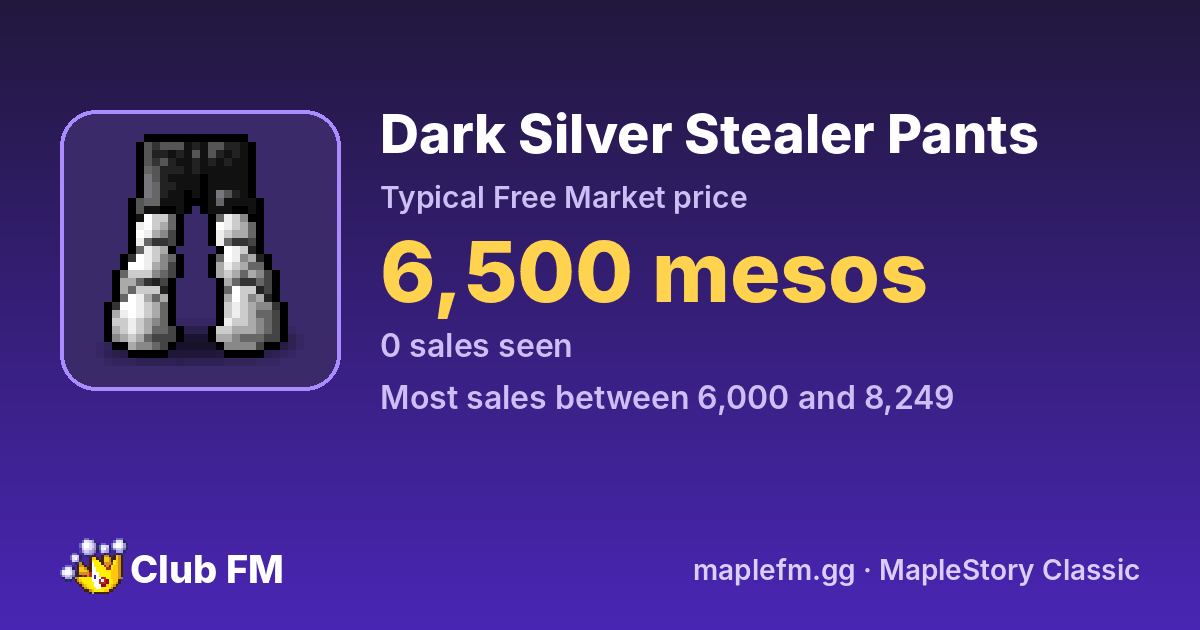 Dark Silver Stealer Pants
Typical Free Market price
6,500 mesos
0 sales seen
Most sales between 6,000 and 8,249
Club FM
maplefm.gg · MapleStory Classic